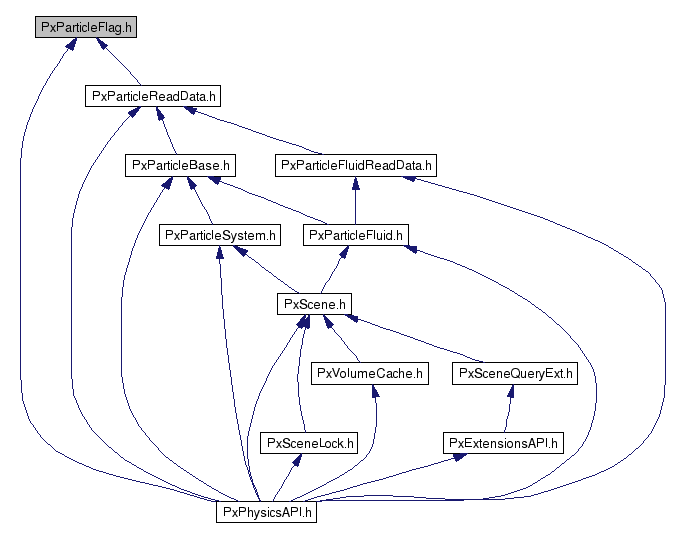 PxParticleFlag.h
PxParticleReadData.h
PxParticleBase.h
PxParticleFluidReadData.h
PxParticleSystem.h
PxParticleFluid.h
PxScene.h
PxVolumeCache.h
PxSceneQueryExt.h
PxSceneLock.h
PxExtensionsAPI.h
PxPhysicsAPI.h